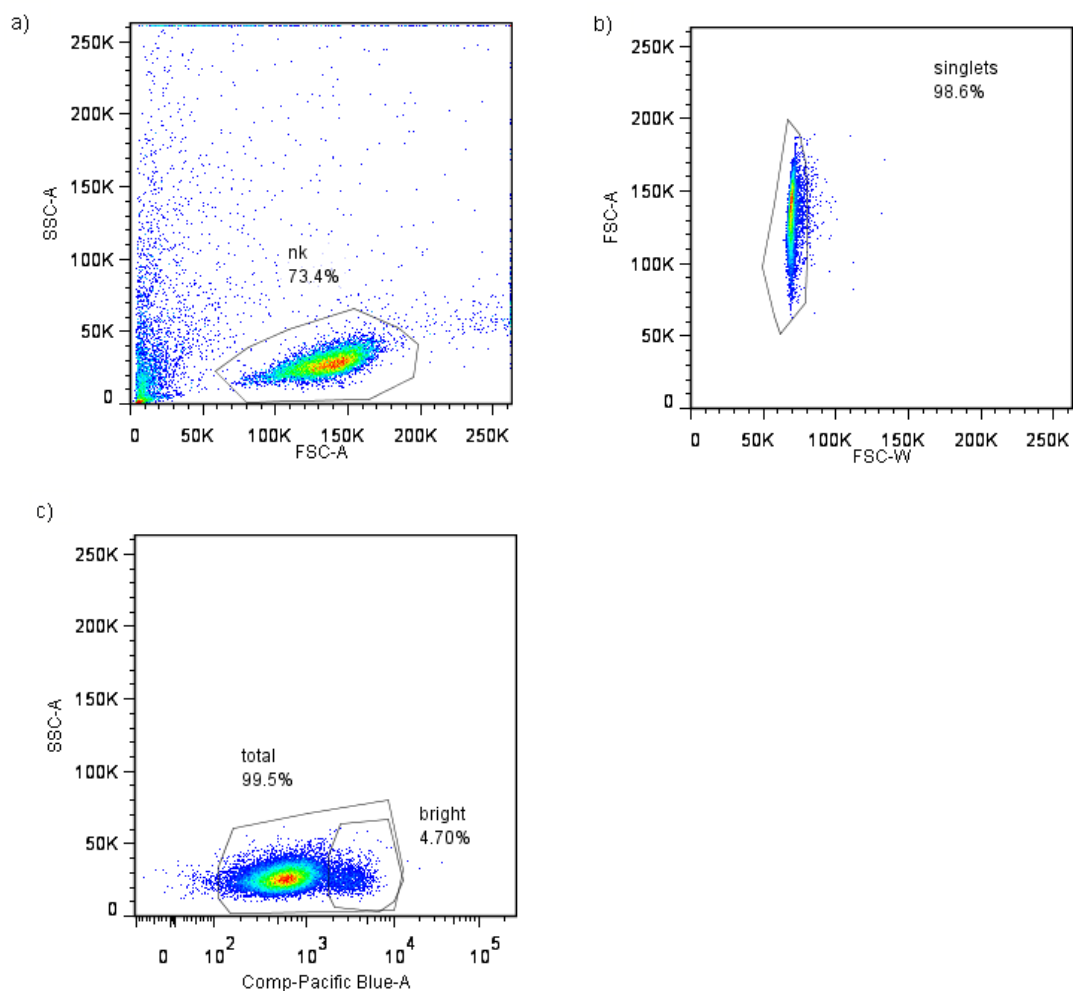 a)
250K
200K
150K
100K
50K
0
SSC-A
nk
73.4%
0 50K 100K 150K 200K 250K
FSC-A
b)
250K
200K
150K
100K
50K
0
FSC-A
singlets
98.6%
0 50K 100K 150K 200K 250K
FSC-W
c)
250K
200K
150K
100K
50K
0
SSC-A
total
99.5%
bright
4.70%
0 10² 10³ 10⁴ 10⁵
Comp-Pacific Blue-A